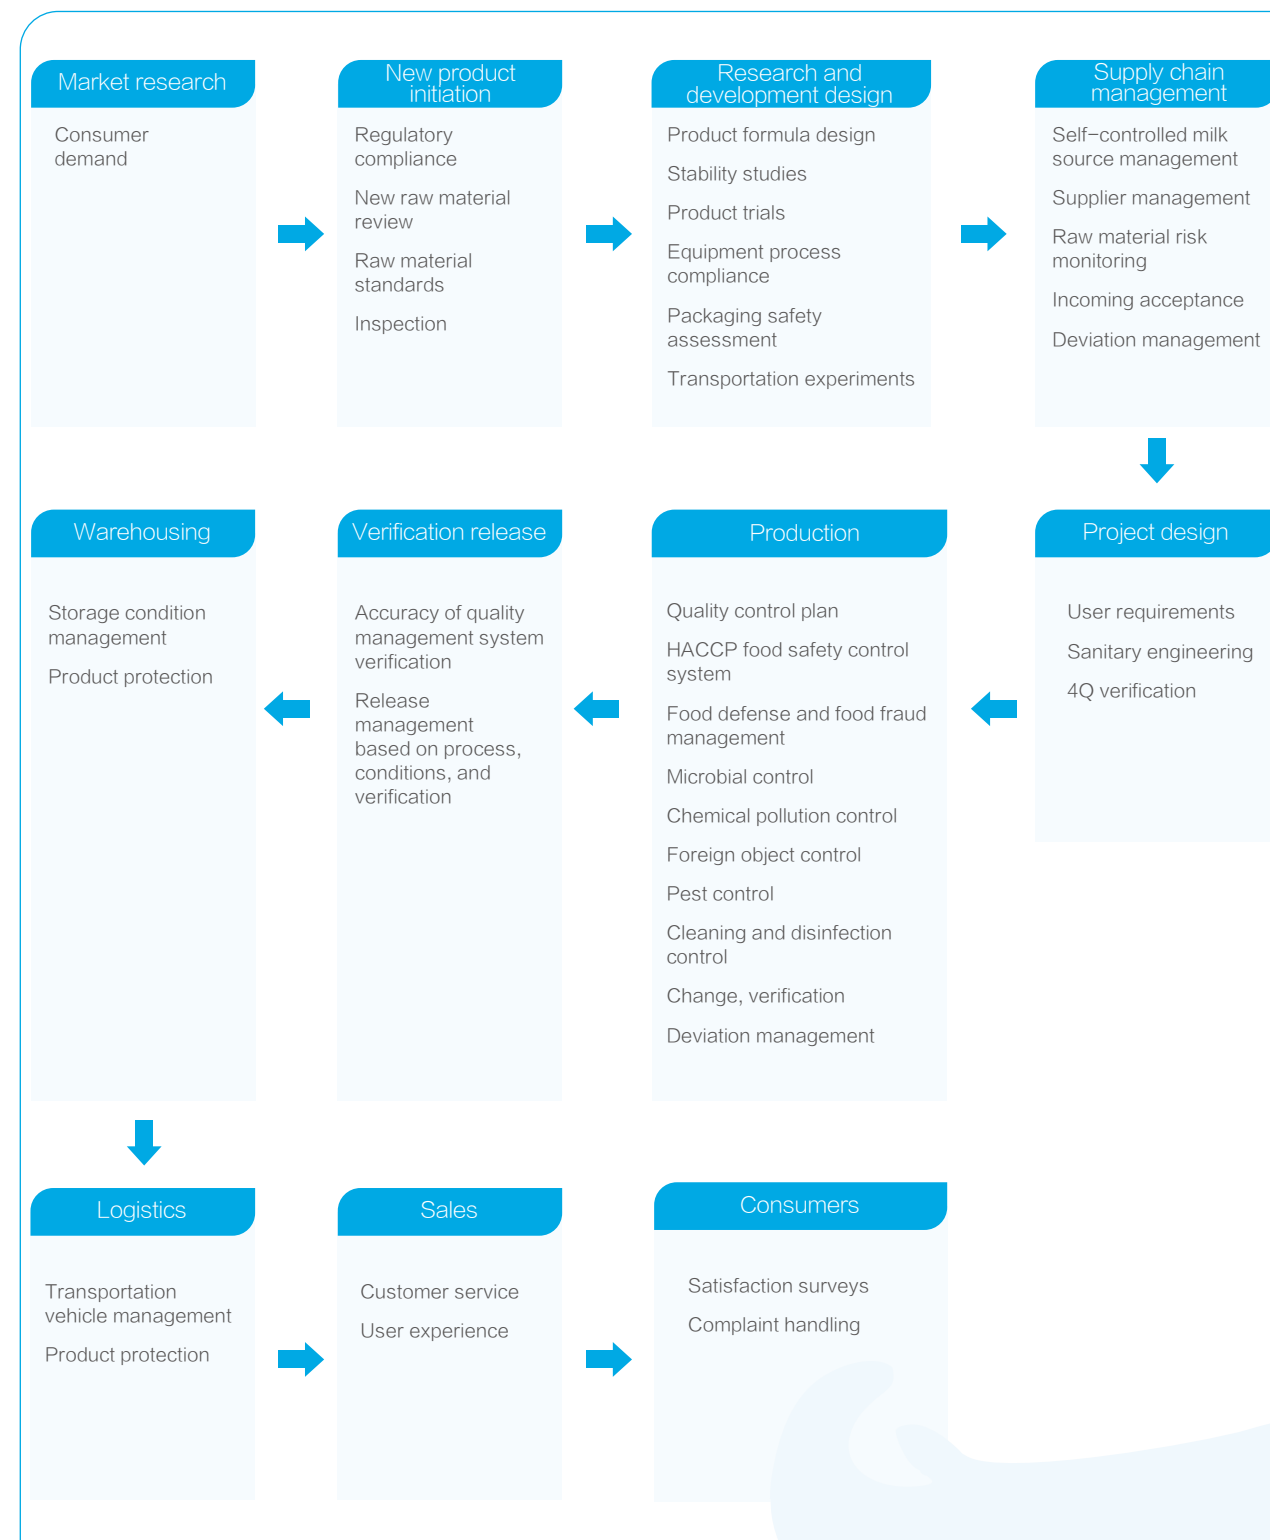 Market research
Consumer
demand
New product
initiation
Regulatory
compliance
New raw material
review
Raw material
standards
Inspection
Research and
development design
Product formula design
Stability studies
Product trials
Equipment process
compliance
Packaging safety
assessment
Transportation experiments
Supply chain
management
Self-controlled milk
source management
Supplier management
Raw material risk
monitoring
Incoming acceptance
Deviation management
Project design
User requirements
Sanitary engineering
4Q verification
Production
Quality control plan
HACCP food safety control
system
Food defense and food fraud
management
Microbial control
Chemical pollution control
Foreign object control
Pest control
Cleaning and disinfection
control
Change, verification
Deviation management
Verification release
Accuracy of quality
management system
verification
Release
management
based on process,
conditions, and
verification
Warehousing
Storage condition
management
Product protection
Logistics
Transportation
vehicle management
Product protection
Sales
Customer service
User experience
Consumers
Satisfaction surveys
Complaint handling